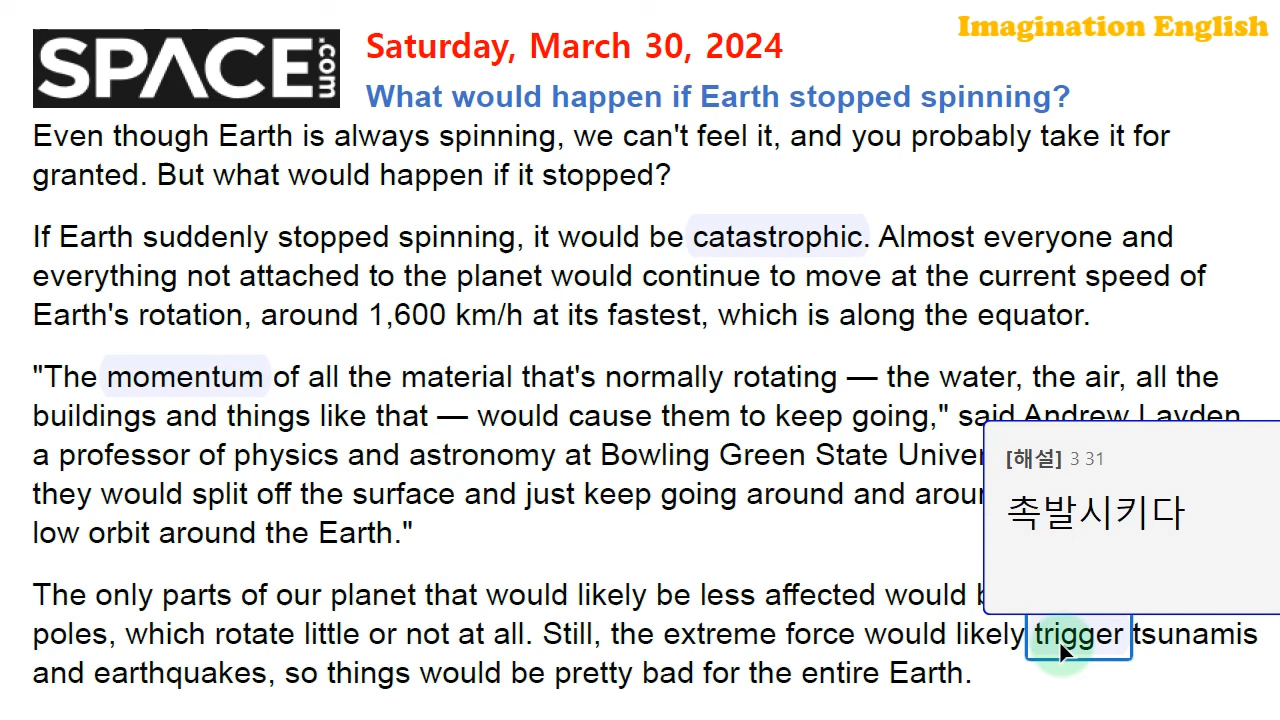 Imagination English
SPACE.com
Saturday, March 30, 2024
What would happen if Earth stopped spinning?
Even though Earth is always spinning, we can't feel it, and you probably take it for
granted. But what would happen if it stopped?
If Earth suddenly stopped spinning, it would be catastrophic. Almost everyone and
everything not attached to the planet would continue to move at the current speed of
Earth's rotation, around 1,600 km/h at its fastest, which is along the equator.
"The momentum of all the material that's normally rotating — the water, the air, all the
buildings and things like that — would cause them to keep going," said Andrew Layden,
a professor of physics and astronomy at Bowling Green State
they would split off the surface and just keep going around and
low orbit around the Earth."
[해설] 3 31
촉발시키다
The only parts of our planet that would likely be less affected would
poles, which rotate little or not at all. Still, the extreme force would likely trigger tsunamis
and earthquakes, so things would be pretty bad for the entire Earth.